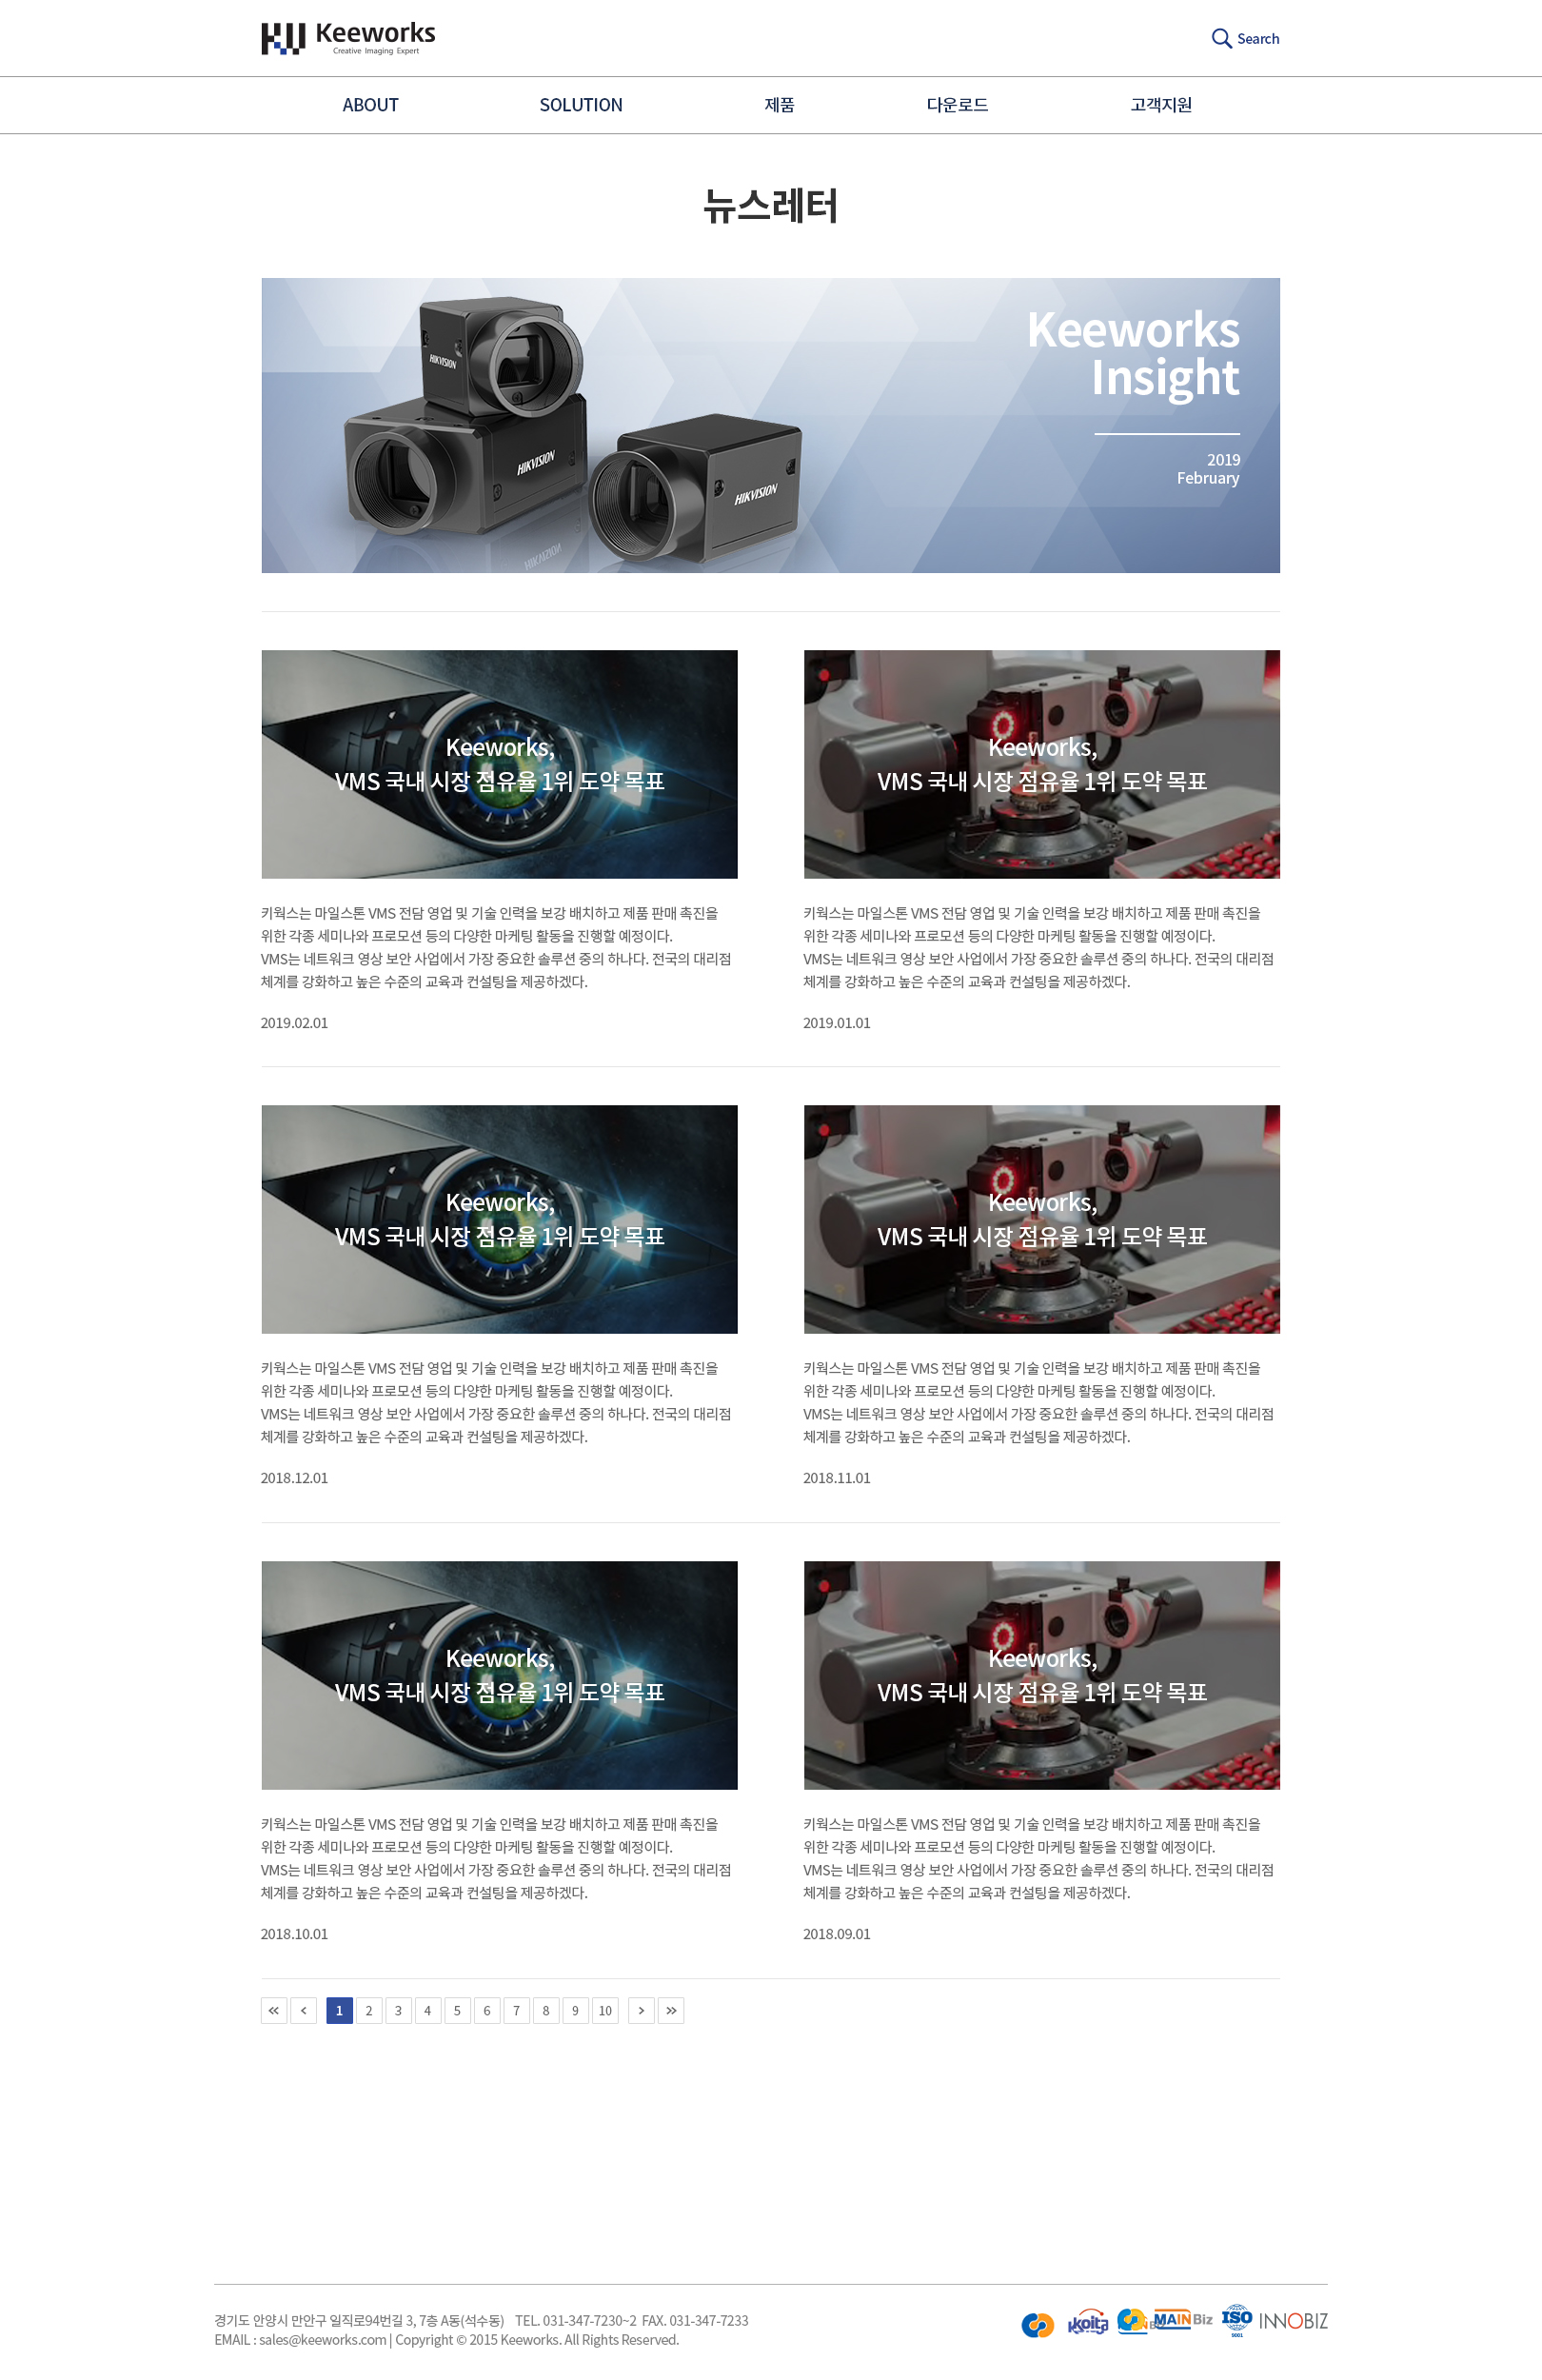 Keeworks
Creative Imaging Expert
Search
ABOUT
SOLUTION
제품
다운로드
고객지원
뉴스레터
HIKVISION
HIKVISION
HIKVISION
Keeworks
Insight
2019
February
Keeworks,
VMS 국내 시장 점유율 1위 도약 목표
키웍스는 마일스톤 VMS 전담 영업 및 기술 인력을 보강 배치하고 제품 판매 촉진을
위한 각종 세미나와 프로모션 등의 다양한 마케팅 활동을 진행할 예정이다.
VMS는 네트워크 영상 보안 사업에서 가장 중요한 솔루션 중의 하나다. 전국의 대리점
체계를 강화하고 높은 수준의 교육과 컨설팅을 제공하겠다.
2019.02.01
Keeworks,
VMS 국내 시장 점유율 1위 도약 목표
키웍스는 마일스톤 VMS 전담 영업 및 기술 인력을 보강 배치하고 제품 판매 촉진을
위한 각종 세미나와 프로모션 등의 다양한 마케팅 활동을 진행할 예정이다.
VMS는 네트워크 영상 보안 사업에서 가장 중요한 솔루션 중의 하나다. 전국의 대리점
체계를 강화하고 높은 수준의 교육과 컨설팅을 제공하겠다.
2019.01.01
Keeworks,
VMS 국내 시장 점유율 1위 도약 목표
키웍스는 마일스톤 VMS 전담 영업 및 기술 인력을 보강 배치하고 제품 판매 촉진을
위한 각종 세미나와 프로모션 등의 다양한 마케팅 활동을 진행할 예정이다.
VMS는 네트워크 영상 보안 사업에서 가장 중요한 솔루션 중의 하나다. 전국의 대리점
체계를 강화하고 높은 수준의 교육과 컨설팅을 제공하겠다.
2018.12.01
Keeworks,
VMS 국내 시장 점유율 1위 도약 목표
키웍스는 마일스톤 VMS 전담 영업 및 기술 인력을 보강 배치하고 제품 판매 촉진을
위한 각종 세미나와 프로모션 등의 다양한 마케팅 활동을 진행할 예정이다.
VMS는 네트워크 영상 보안 사업에서 가장 중요한 솔루션 중의 하나다. 전국의 대리점
체계를 강화하고 높은 수준의 교육과 컨설팅을 제공하겠다.
2018.11.01
Keeworks,
VMS 국내 시장 점유율 1위 도약 목표
키웍스는 마일스톤 VMS 전담 영업 및 기술 인력을 보강 배치하고 제품 판매 촉진을
위한 각종 세미나와 프로모션 등의 다양한 마케팅 활동을 진행할 예정이다.
VMS는 네트워크 영상 보안 사업에서 가장 중요한 솔루션 중의 하나다. 전국의 대리점
체계를 강화하고 높은 수준의 교육과 컨설팅을 제공하겠다.
2018.10.01
Keeworks,
VMS 국내 시장 점유율 1위 도약 목표
키웍스는 마일스톤 VMS 전담 영업 및 기술 인력을 보강 배치하고 제품 판매 촉진을
위한 각종 세미나와 프로모션 등의 다양한 마케팅 활동을 진행할 예정이다.
VMS는 네트워크 영상 보안 사업에서 가장 중요한 솔루션 중의 하나다. 전국의 대리점
체계를 강화하고 높은 수준의 교육과 컨설팅을 제공하겠다.
2018.09.01
1 2 3 4 5 6 7 8 9 10
경기도 안양시 만안구 일직로94번길 3, 7층 A동(석수동) TEL. 031-347-7230~2 FAX. 031-347-7233
EMAIL : sales@keeworks.com | Copyright © 2015 Keeworks. All Rights Reserved.
koita
MAINBiz
ISO
9001
INNOBIZ